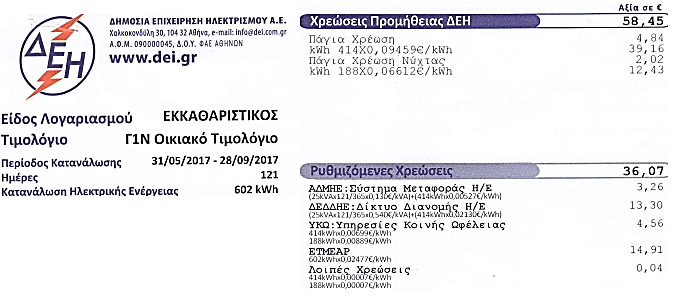 ΔΕΗ
ΔΗΜΟΣΙΑ ΕΠΙΧΕΙΡΗΣΗ ΗΛΕΚΤΡΙΣΜΟΥ Α.Ε.
Χαλκοκονδύλη 30, 104 32 Αθήνα, e-mail: info@dei.com.gr
Α.Φ.Μ. 090000045, Δ.Ο.Υ. ΦΑΕ ΑΘΗΝΩΝ
www.dei.gr
Είδος Λογαριασμού ΕΚΚΑΘΑΡΙΣΤΙΚΟΣ
Τιμολόγιο Γ1Ν Οικιακό Τιμολόγιο
Περίοδος Κατανάλωσης 31/05/2017 - 28/09/2017
Ημέρες 121
Κατανάλωση Ηλεκτρικής Ενέργειας 602 kWh
Αξία σε €
Χρεώσεις Προμήθειας ΔΕΗ 58,45
Πάγια Χρέωση 4,84
kWh 414X0,09459€/kWh 39,16
Πάγια Χρέωση Νύχτας 2,02
kWh 188X0,06612€/kWh 12,43
Ρυθμιζόμενες Χρεώσεις 36,07
ΑΔΜΗΕ:Σύστημα Μεταφοράς Η/Ε 3,26
(25kVAx121/365x0,130€/kVA)+(414kWhx0,00527€/kWh)
ΔΕΔΔΗΕ:Δίκτυο Διανομής Η/Ε 13,30
(25kVAx121/365x0,540€/kVA)+(414kWhx0,02130€/kWh)
ΥΚΩ:Υπηρεσίες Κοινής Ωφέλειας 4,56
414kWhx0,00699€/kWh
188kWhx0,00889€/kWh
ΕΤΜΕΑΡ 14,91
602kWhx0,02477€/kWh
Λοιπές Χρεώσεις 0,04
414kWhx0,00007€/kWh
188kWhx0,00007€/kWh